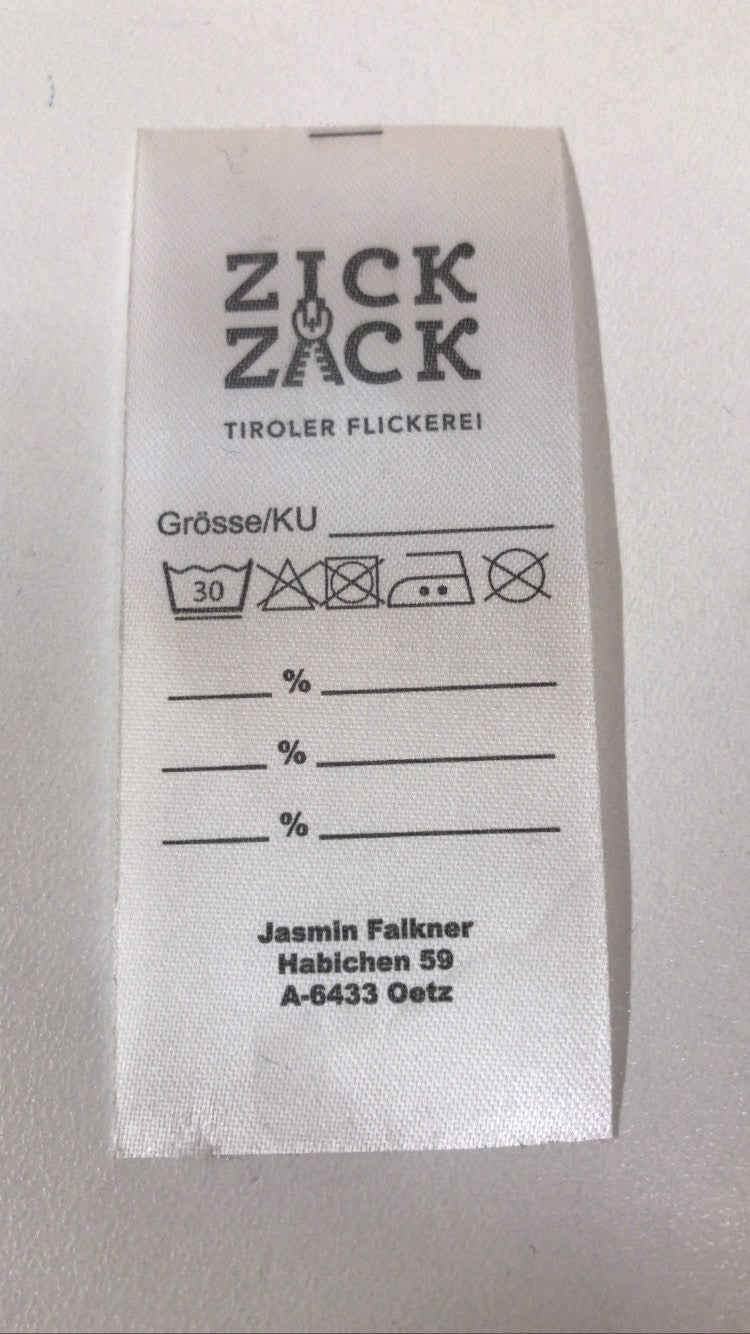 ZICK
ZACK
TIROLER FLICKEREI
Grösse/KU
30
%
%
%
Jasmin Falkner
Habichen 59
A-6433 Oetz